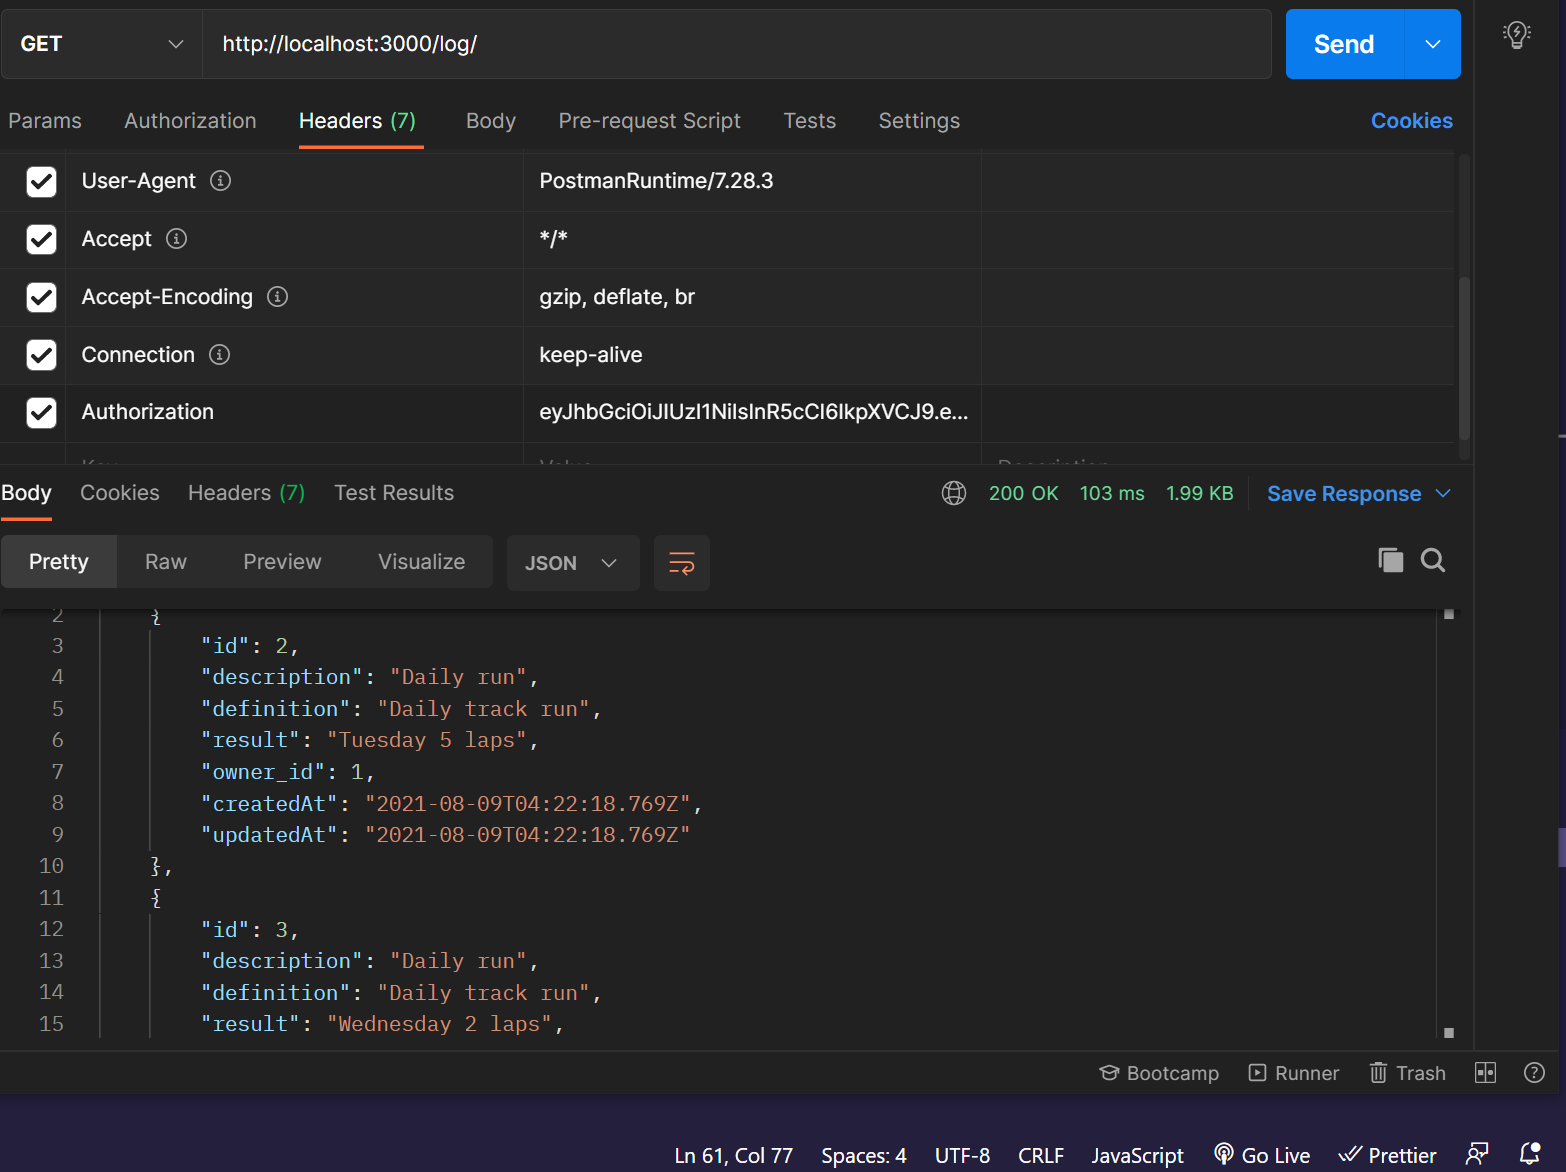 GET http://localhost:3000/log/ Send
Params Authorization Headers (7) Body Pre-request Script Tests Settings Cookies
User-Agent PostmanRuntime/7.28.3
Accept */*
Accept-Encoding gzip, deflate, br
Connection keep-alive
Authorization eyJhbGciOiJIUzI1NiIsInR5cCI6IkpXVCJ9.e...
Key Value Description
Body Cookies Headers (7) Test Results 200 OK 103 ms 1.99 KB Save Response
Pretty Raw Preview Visualize JSON
2 {
3 "id": 2,
4 "description": "Daily run",
5 "definition": "Daily track run",
6 "result": "Tuesday 5 laps",
7 "owner_id": 1,
8 "createdAt": "2021-08-09T04:22:18.769Z",
9 "updatedAt": "2021-08-09T04:22:18.769Z"
10 },
11 {
12 "id": 3,
13 "description": "Daily run",
14 "definition": "Daily track run",
15 "result": "Wednesday 2 laps",
Bootcamp Runner Trash
Ln 61, Col 77 Spaces: 4 UTF-8 CRLF JavaScript Go Live Prettier